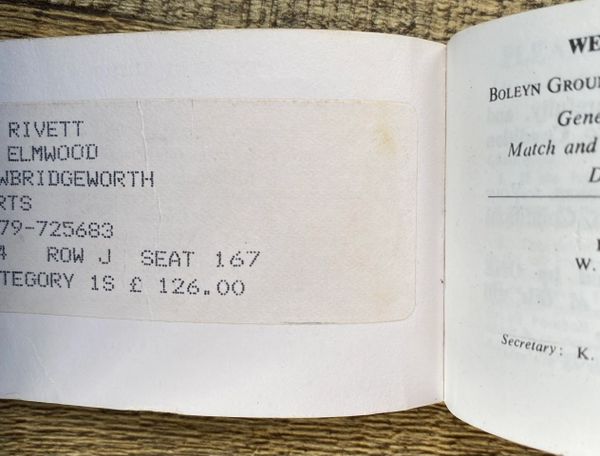 RIVETT
ELMWOOD
WBRIDGEWORTH
RTS
79-725683
4 ROW J SEAT 167
TEGORY 1S £ 126.00
WE
BOLEYN GROUN
Gene
Match and
D
W.
Secretary: K.